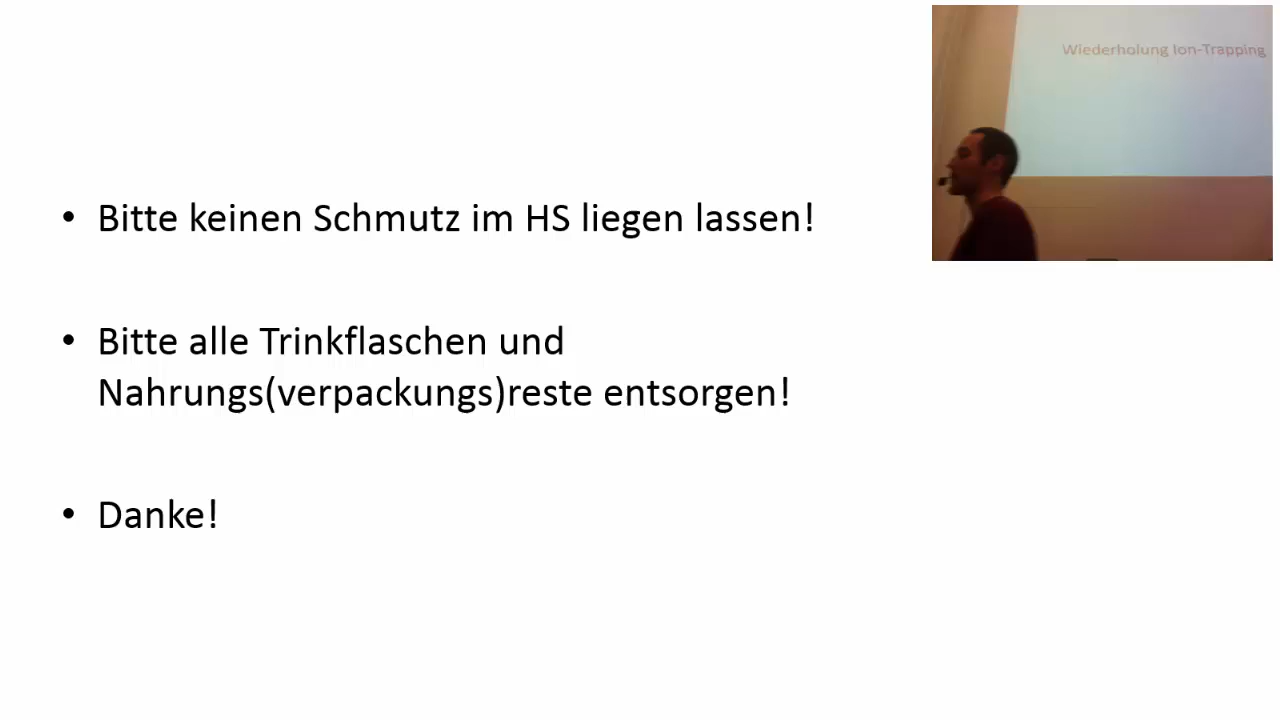 • Bitte keinen Schmutz im HS liegen lassen!
• Bitte alle Trinkflaschen und
Nahrungs(verpackungs)reste entsorgen!
• Danke!
Wiederholung Ion-Trapping